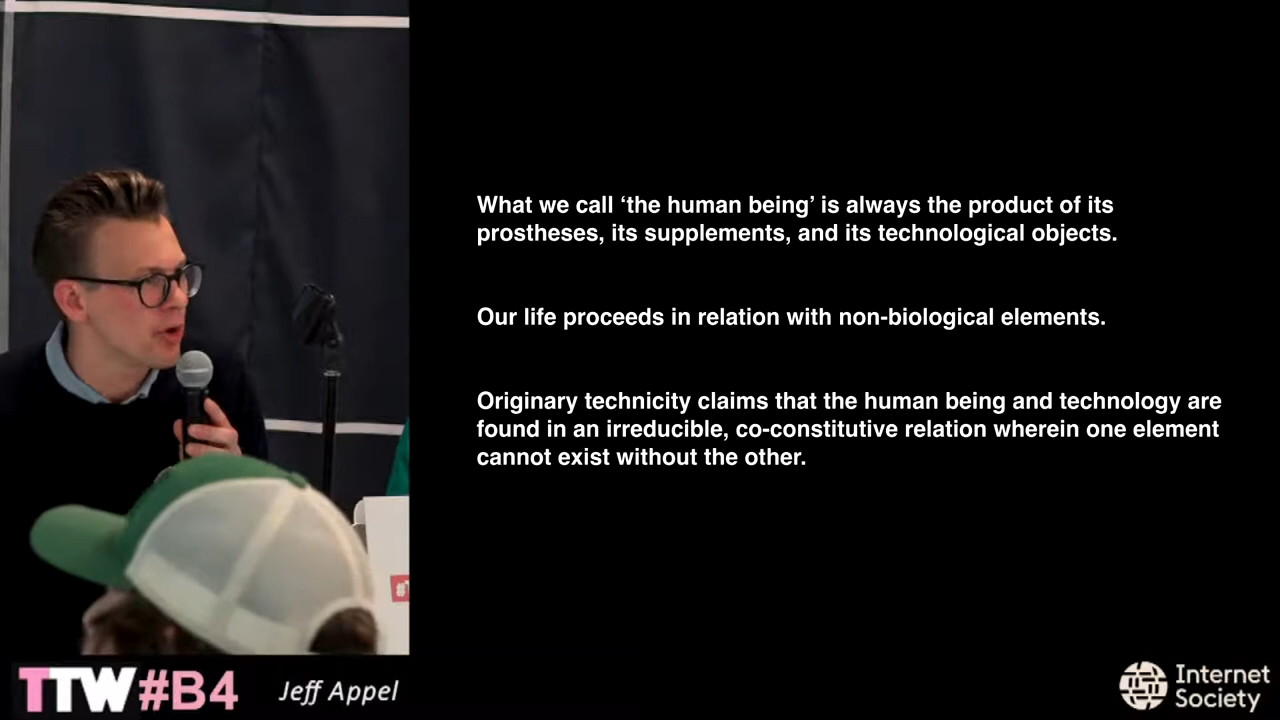 What we call ‘the human being’ is always the product of its
prostheses, its supplements, and its technological objects.
Our life proceeds in relation with non-biological elements.
Originary technicity claims that the human being and technology are
found in an irreducible, co-constitutive relation wherein one element
cannot exist without the other.
TTW#B4
Jeff Appel
Internet
Society